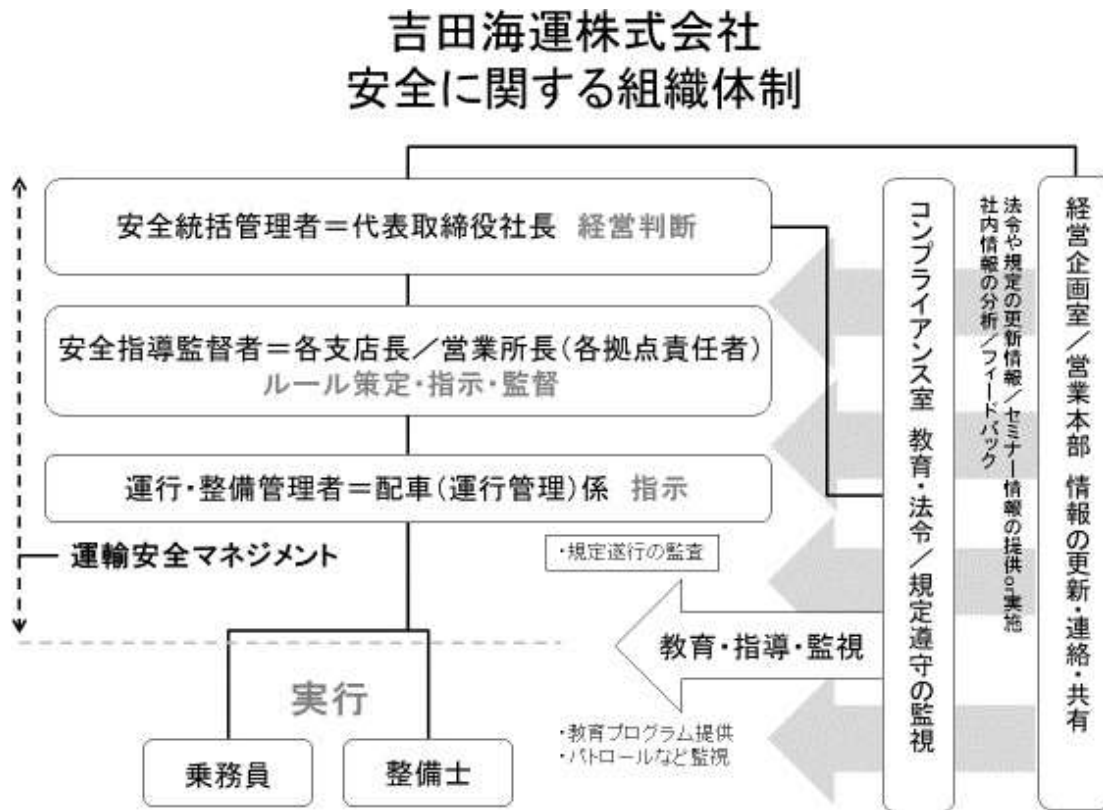 吉田海運株式会社
安全に関する組織体制
安全統括管理者＝代表取締役社長 経営判断
安全指導監督者＝各支店長／営業所長(各拠点責任者)
ルール策定・指示・監督
運行・整備管理者＝配車(運行管理)係 指示
運輸安全マネジメント
実行
乗務員
整備士
・規定遂行の監査
教育・指導・監視
・教育プログラム提供
・パトロールなど監視
コンプライアンス室 教育・法令／規定遵守の監視
法令や規定の更新情報／セミナー情報の提供or実施
社内情報の分析／フィードバック
経営企画室／営業本部 情報の更新・連絡・共有